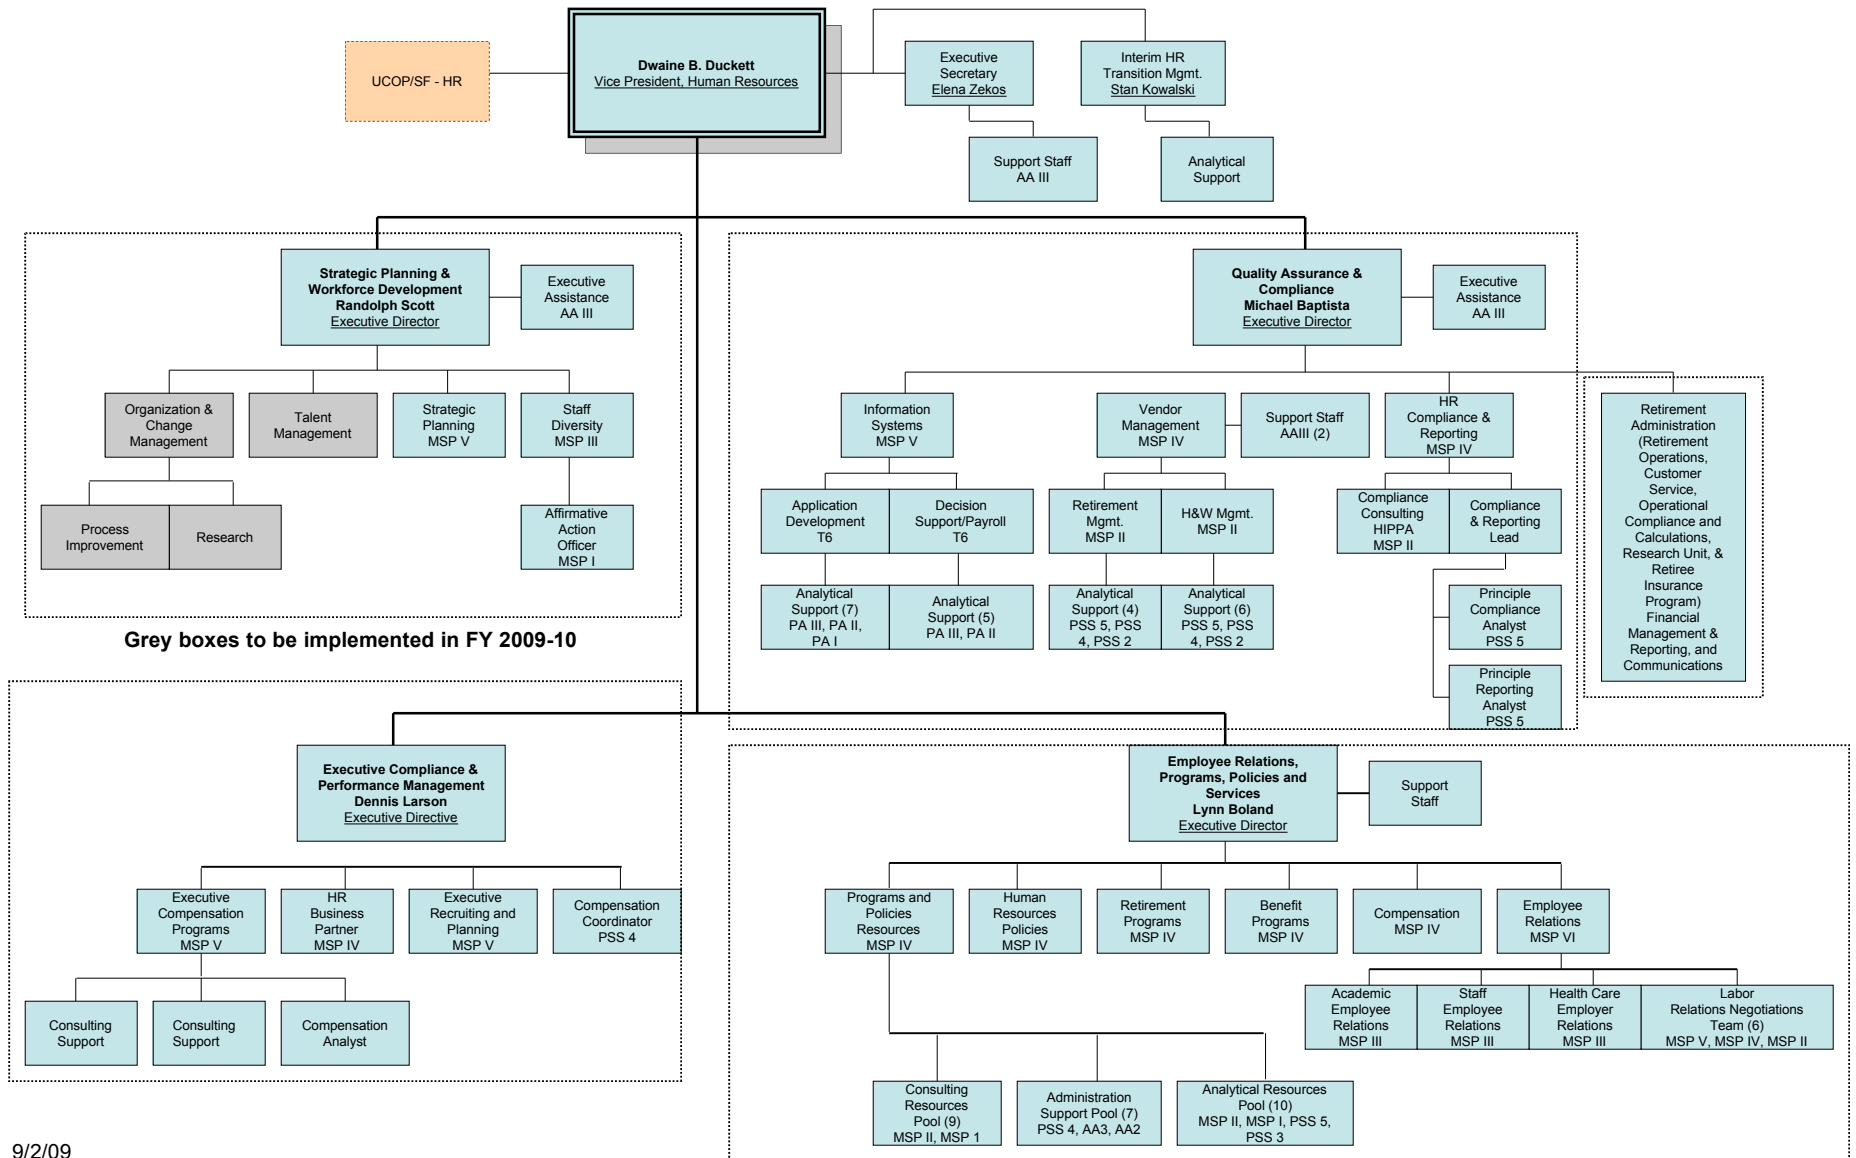 UCOP/SF - HR
Dwaine B. Duckett
Vice President, Human Resources
Executive
Secretary
Elena Zekos
Interim HR
Transition Mgmt.
Stan Kowalski
Support Staff
AA III
Analytical
Support
Strategic Planning &
Workforce Development
Randolph Scott
Executive Director
Executive
Assistance
AA III
Quality Assurance &
Compliance
Michael Baptista
Executive Director
Executive
Assistance
AA III
Organization &
Change
Management
Talent
Management
Strategic
Planning
MSP V
Staff
Diversity
MSP III
Process
Improvement
Research
Affirmative
Action
Officer
MSP I
Grey boxes to be implemented in FY 2009-10
Information
Systems
MSP V
Vendor
Management
MSP IV
Support Staff
AAIII (2)
HR
Compliance &
Reporting
MSP IV
Retirement
Administration
(Retirement
Operations,
Customer
Service,
Operational
Compliance and
Calculations,
Research Unit, &
Retiree
Insurance
Program)
Financial
Management &
Reporting, and
Communications
Application
Development
T6
Decision
Support/Payroll
T6
Retirement
Mgmt.
MSP II
H&W Mgmt.
MSP II
Compliance
Consulting
HIPPA
MSP II
Compliance
& Reporting
Lead
Analytical
Support (7)
PA III, PA II,
PA I
Analytical
Support (5)
PA III, PA II
Analytical
Support (4)
PSS 5, PSS
4, PSS 2
Analytical
Support (6)
PSS 5, PSS
4, PSS 2
Principle
Compliance
Analyst
PSS 5
Principle
Reporting
Analyst
PSS 5
Executive Compliance &
Performance Management
Dennis Larson
Executive Directive
Employee Relations,
Programs, Policies and
Services
Lynn Boland
Executive Director
Support
Staff
Executive
Compensation
Programs
MSP V
HR
Business
Partner
MSP IV
Executive
Recruiting and
Planning
MSP V
Compensation
Coordinator
PSS 4
Consulting
Support
Consulting
Support
Compensation
Analyst
Programs and
Policies
Resources
MSP IV
Human
Resources
Policies
MSP IV
Retirement
Programs
MSP IV
Benefit
Programs
MSP IV
Compensation
MSP IV
Employee
Relations
MSP VI
Academic
Employee
Relations
MSP III
Staff
Employee
Relations
MSP III
Health Care
Employer
Relations
MSP III
Labor
Relations Negotiations
Team (6)
MSP V, MSP IV, MSP II
Consulting
Resources
Pool (9)
MSP II, MSP 1
Administration
Support Pool (7)
PSS 4, AA3, AA2
Analytical Resources
Pool (10)
MSP II, MSP I, PSS 5,
PSS 3
9/2/09